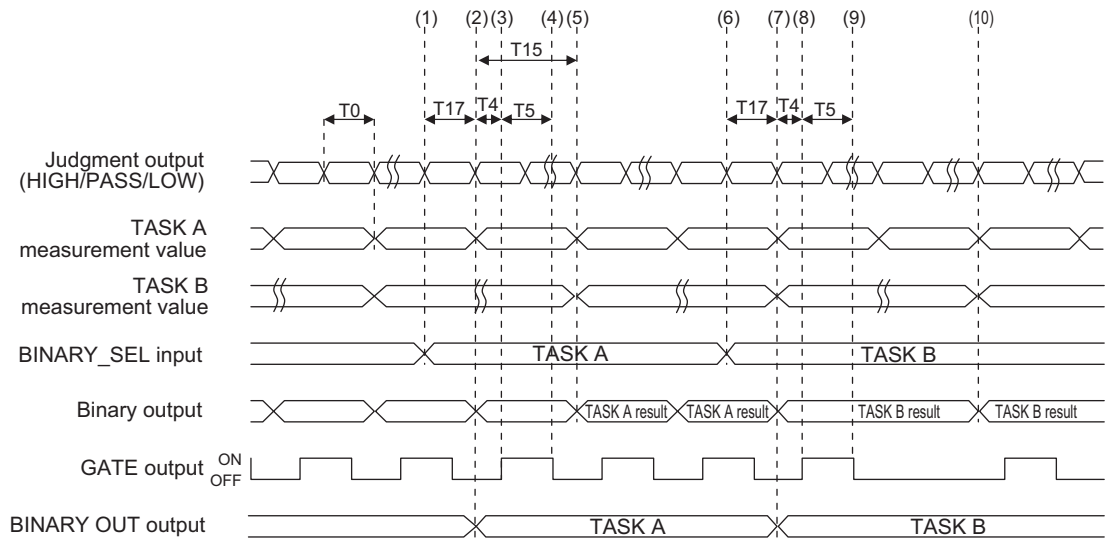 (1) (2) (3) (4) (5) (6) (7) (8) (9) (10)
T15
T0 T17 T4 T5 T17 T4 T5
Judgment output
(HIGH/PASS/LOW)
TASK A
measurement value
TASK B
measurement value
BINARY_SEL input TASK A TASK B
Binary output TASK A result TASK A result TASK B result TASK B result
GATE output ON
OFF
BINARY OUT output TASK A TASK B